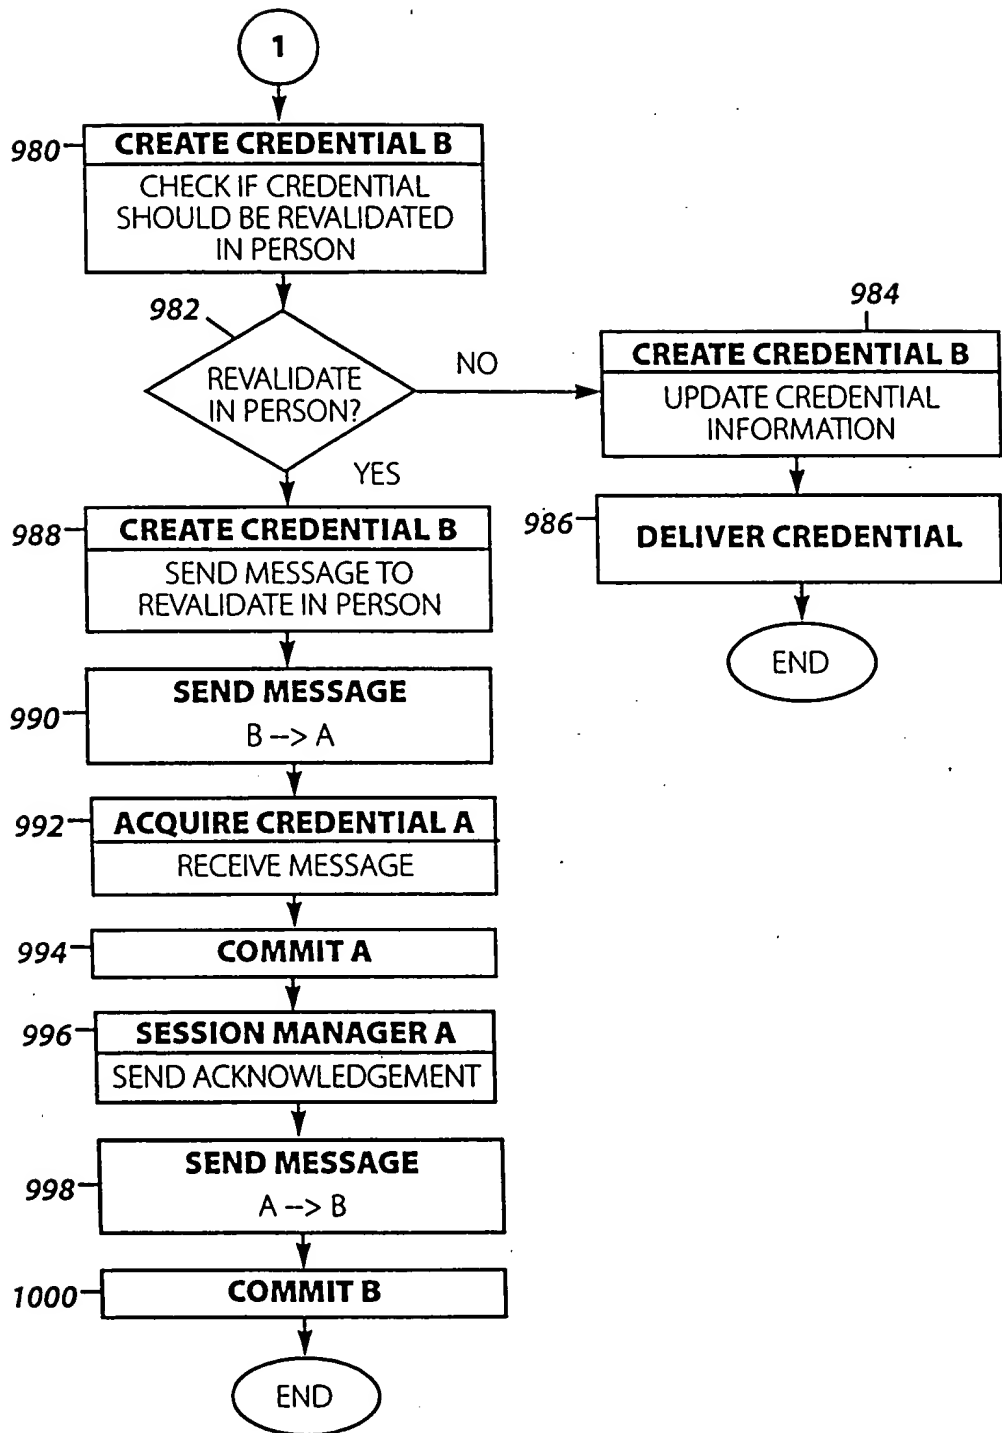 1
980
CREATE CREDENTIAL B
CHECK IF CREDENTIAL
SHOULD BE REVALIDATED
IN PERSON
982
REVALIDATE
IN PERSON?
NO
YES
984
CREATE CREDENTIAL B
UPDATE CREDENTIAL
INFORMATION
986
DELIVER CREDENTIAL
END
988
CREATE CREDENTIAL B
SEND MESSAGE TO
REVALIDATE IN PERSON
990
SEND MESSAGE
B --> A
992
ACQUIRE CREDENTIAL A
RECEIVE MESSAGE
994
COMMIT A
996
SESSION MANAGER A
SEND ACKNOWLEDGEMENT
998
SEND MESSAGE
A --> B
1000
COMMIT B
END